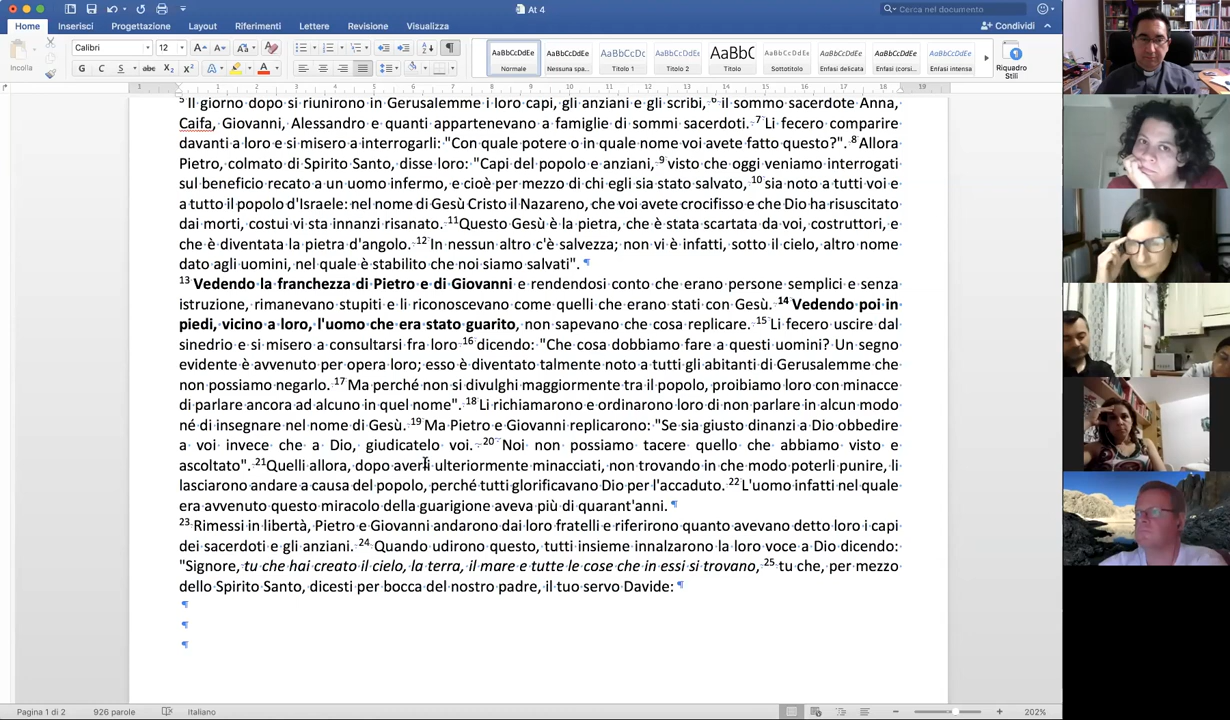 At 4
Cerca nel documento
Home Inserisci Progettazione Layout Riferimenti Lettere Revisione Visualizza
Condividi
Incolla
Calibri
12
G C S abc X₂ X²
AaBbCcDdEe AaBbCcDdEe AaBbCcDc AaBbCcDdEe AaBbC AaBbCcDdEe AaBbCcDdEe AaBbCcDdEe AaBbCcDdEe
Normale Nessuna spa... Titolo 1 Titolo 2 Titolo Sottotitolo Enfasi delicata Enfasi (corsi... Enfasi intensa
Riquadro
Stili
1 1 2 3 4 5 6 7 8 9 10 11 12 13 14 15 16 17 18 19
5 Il giorno dopo si riunirono in Gerusalemme i loro capi, gli anziani e gli scribi, 6 il sommo sacerdote Anna,
Caifa, Giovanni, Alessandro e quanti appartenevano a famiglie di sommi sacerdoti. 7 Li fecero comparire
davanti a loro e si misero a interrogarli: "Con quale potere o in quale nome voi avete fatto questo?". 8 Allora
Pietro, colmato di Spirito Santo, disse loro: "Capi del popolo e anziani, 9 visto che oggi veniamo interrogati
sul beneficio recato a un uomo infermo, e cioè per mezzo di chi egli sia stato salvato, 10 sia noto a tutti voi e
a tutto il popolo d'Israele: nel nome di Gesù Cristo il Nazareno, che voi avete crocifisso e che Dio ha risuscitato
dai morti, costui vi sta innanzi risanato. 11 Questo Gesù è la pietra, che è stata scartata da voi, costruttori, e
che è diventata la pietra d'angolo. 12 In nessun altro c'è salvezza; non vi è infatti, sotto il cielo, altro nome
dato agli uomini, nel quale è stabilito che noi siamo salvati". ¶
13 Vedendo la franchezza di Pietro e di Giovanni e rendendosi conto che erano persone semplici e senza
istruzione, rimanevano stupiti e li riconoscevano come quelli che erano stati con Gesù. 14 Vedendo poi in
piedi, vicino a loro, l'uomo che era stato guarito, non sapevano che cosa replicare. 15 Li fecero uscire dal
sinedrio e si misero a consultarsi fra loro 16 dicendo: "Che cosa dobbiamo fare a questi uomini? Un segno
evidente è avvenuto per opera loro; esso è diventato talmente noto a tutti gli abitanti di Gerusalemme che
non possiamo negarlo. 17 Ma perché non si divulghi maggiormente tra il popolo, proibiamo loro con minacce
di parlare ancora ad alcuno in quel nome". 18 Li richiamarono e ordinarono loro di non parlare in alcun modo
né di insegnare nel nome di Gesù. 19 Ma Pietro e Giovanni replicarono: "Se sia giusto dinanzi a Dio obbedire
a voi invece che a Dio, giudicatelo voi. 20 Noi non possiamo tacere quello che abbiamo visto e
ascoltato". 21 Quelli allora, dopo averli ulteriormente minacciati, non trovando in che modo poterli punire, li
lasciarono andare a causa del popolo, perché tutti glorificavano Dio per l'accaduto. 22 L'uomo infatti nel quale
era avvenuto questo miracolo della guarigione aveva più di quarant'anni. ¶
23 Rimessi in libertà, Pietro e Giovanni andarono dai loro fratelli e riferirono quanto avevano detto loro i capi
dei sacerdoti e gli anziani. 24 Quando udirono questo, tutti insieme innalzarono la loro voce a Dio dicendo:
"Signore, tu che hai creato il cielo, la terra, il mare e tutte le cose che in essi si trovano, 25 tu che, per mezzo
dello Spirito Santo, dicesti per bocca del nostro padre, il tuo servo Davide: ¶
¶
¶
¶
Pagina 1 di 2 926 parole Italiano 202%